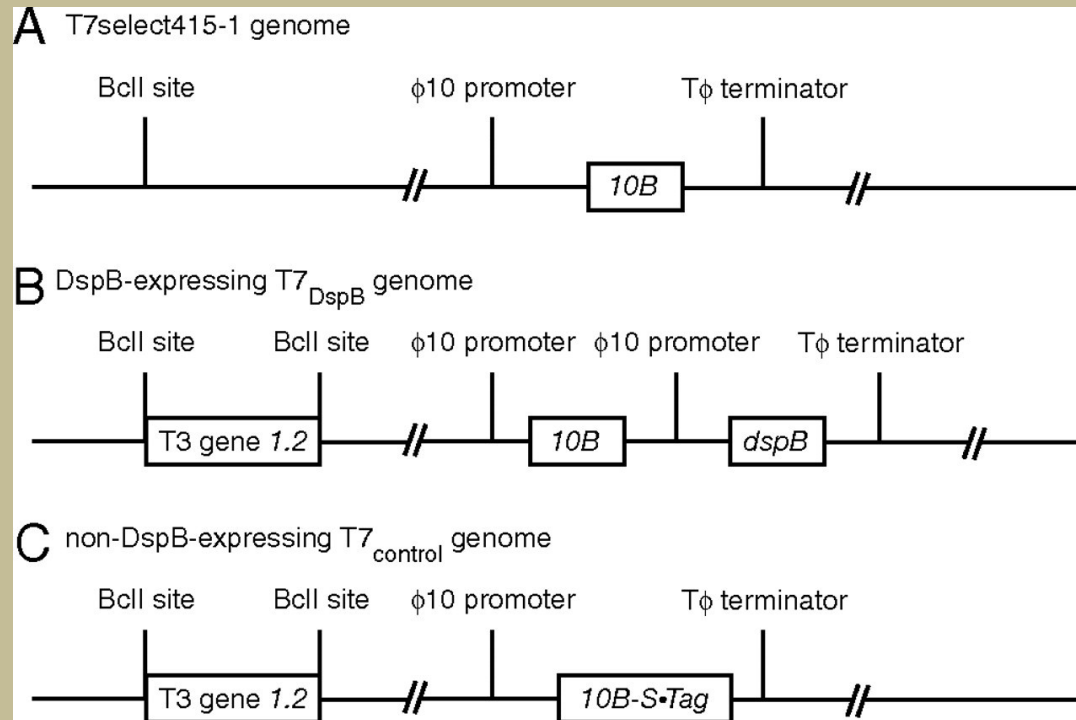 A T7select415-1 genome
BclI site ϕ10 promoter Tϕ terminator
10B
B DspB-expressing T7DspB genome
BclI site BclI site ϕ10 promoter ϕ10 promoter Tϕ terminator
T3 gene 1.2 10B dspB
C non-DspB-expressing T7control genome
BclI site BclI site ϕ10 promoter Tϕ terminator
T3 gene 1.2 10B-S•Tag